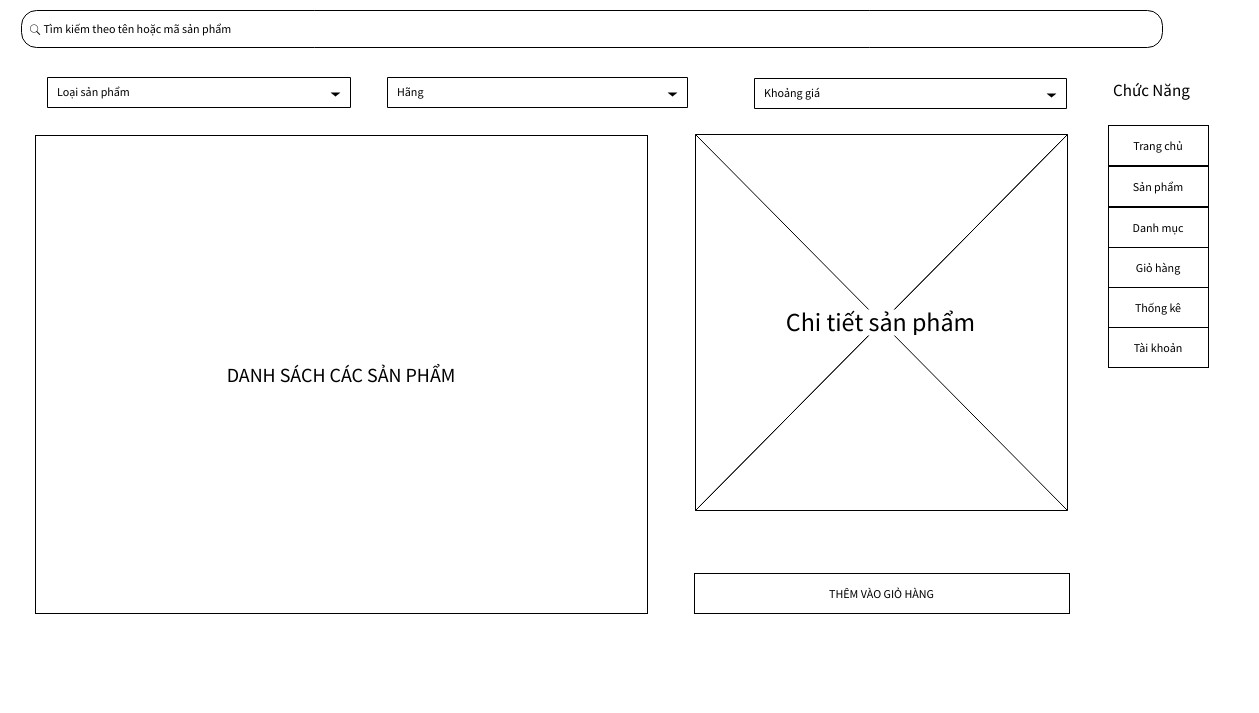 Tìm kiếm theo tên hoặc mã sản phẩm
Loại sản phẩm
Hãng
Khoảng giá
Chức Năng
Trang chủ
Sản phẩm
Danh mục
Giỏ hàng
Thống kê
Tài khoản
DANH SÁCH CÁC SẢN PHẨM
Chi tiết sản phẩm
THÊM VÀO GIỎ HÀNG